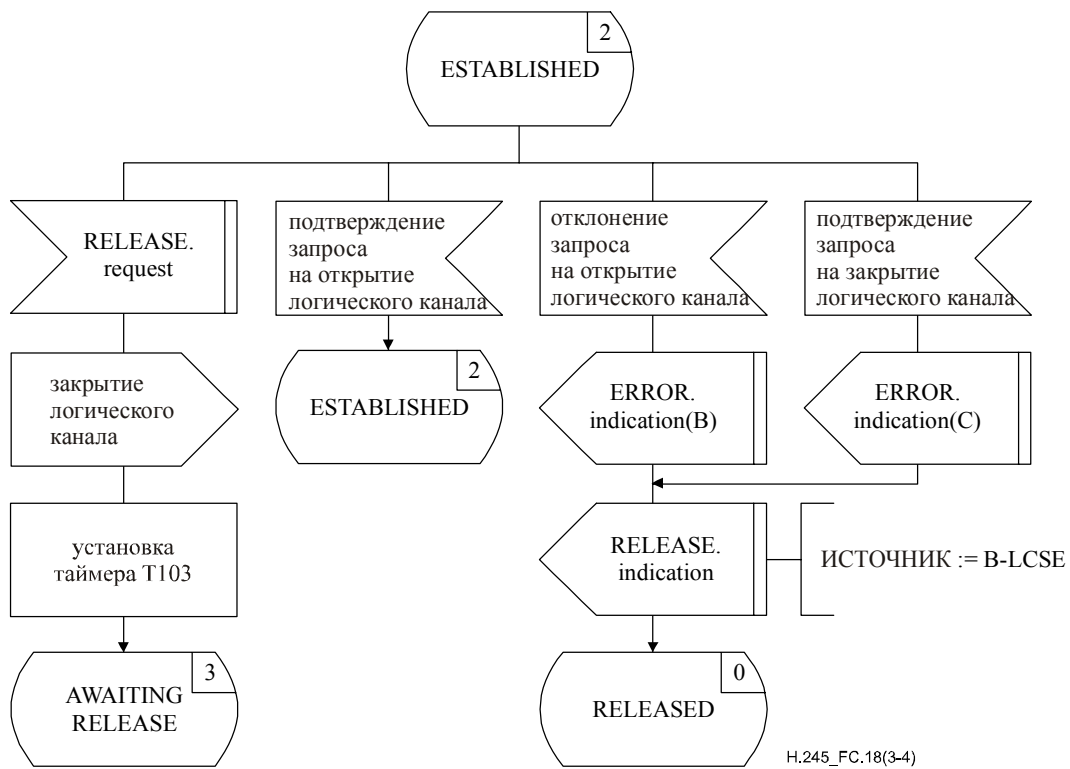 2
ESTABLISHED
RELEASE.
request
подтверждение
запроса
на открытие
логического канала
отклонение
запроса
на открытие
логического канала
подтверждение
запроса
на закрытие
логического канала
закрытие
логического
канала
2
ESTABLISHED
ERROR.
indication(B)
ERROR.
indication(C)
установка
таймера T103
RELEASE.
indication
ИСТОЧНИК := B-LCSE
3
AWAITING
RELEASE
0
RELEASED
H.245_FC.18(3-4)